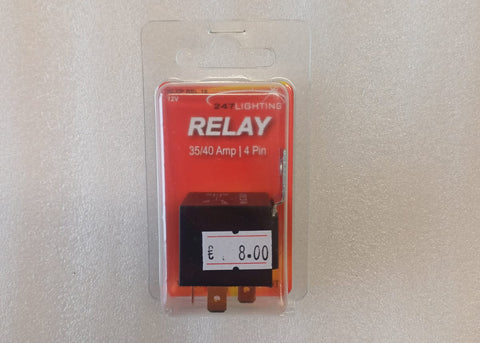 12V
247LIGHTING
RELAY
35/40 Amp | 4 Pin
8.00